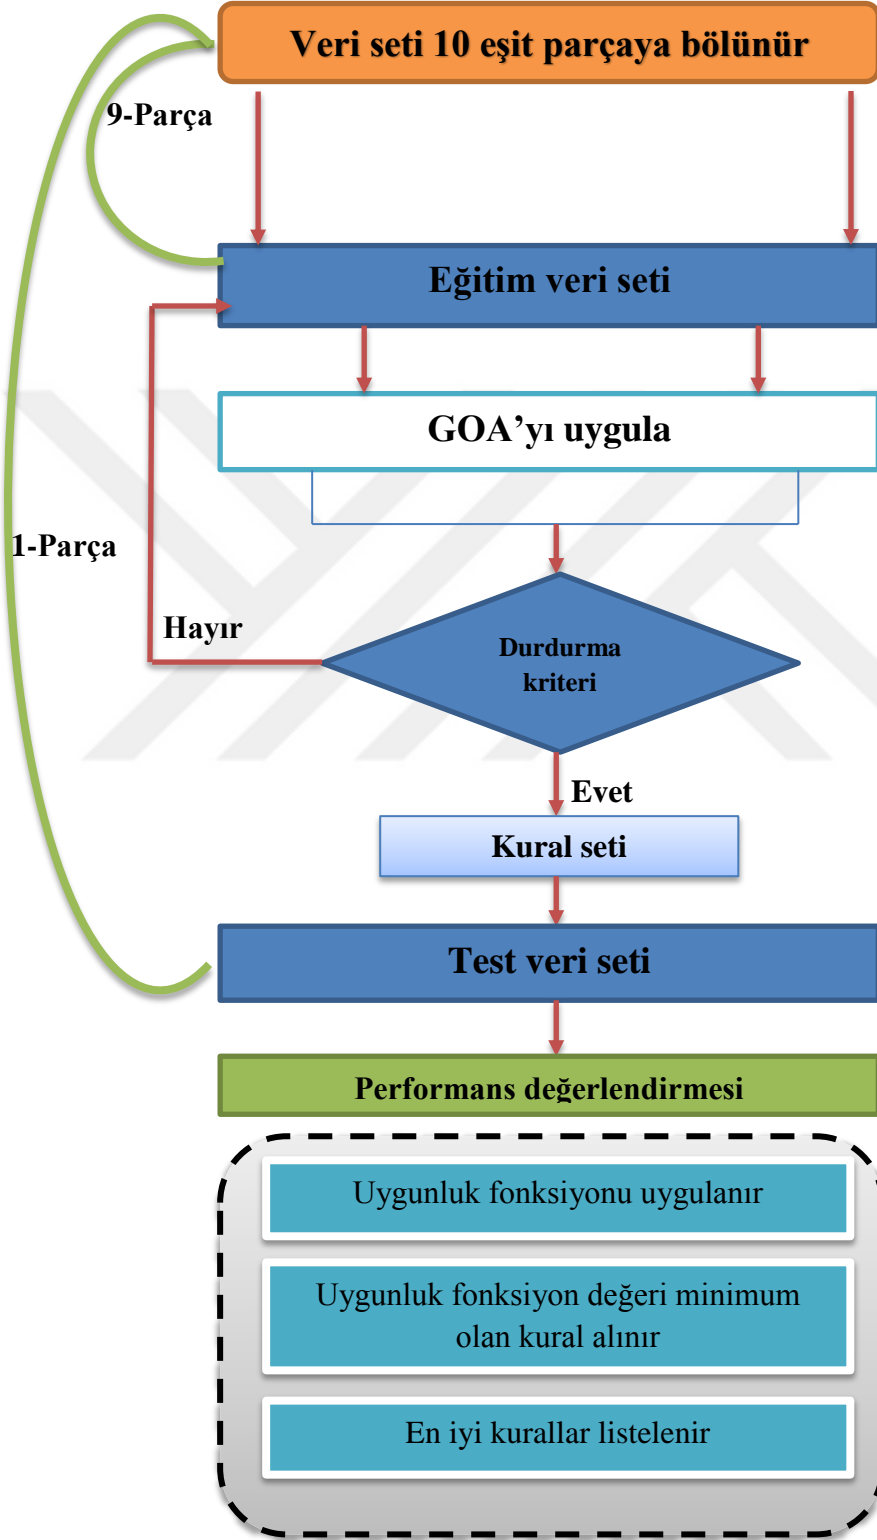 Veri seti 10 eşit parçaya bölünür
9-Parça
Eğitim veri seti
GOA’yı uygula
1-Parça
Hayır
Durdurma
kriteri
Evet
Kural seti
Test veri seti
Performans değerlendirmesi
Uygunluk fonksiyonu uygulanır
Uygunluk fonksiyon değeri minimum
olan kural alınır
En iyi kurallar listelenir